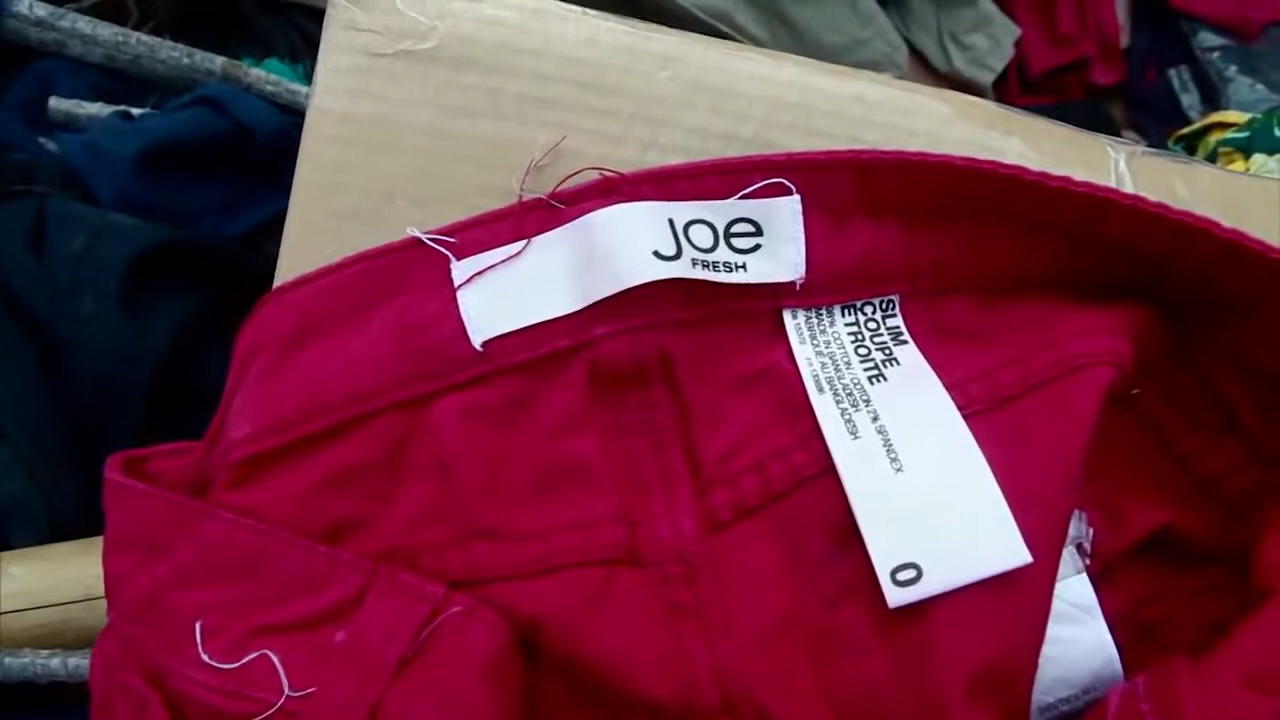 Joe
FRESH
SLIM
COUPE
ETROITE
98% COTTON / COTON 2% SPANDEX
MADE IN BANGLADESH
FABRIQUÉ AU BANGLADESH
0